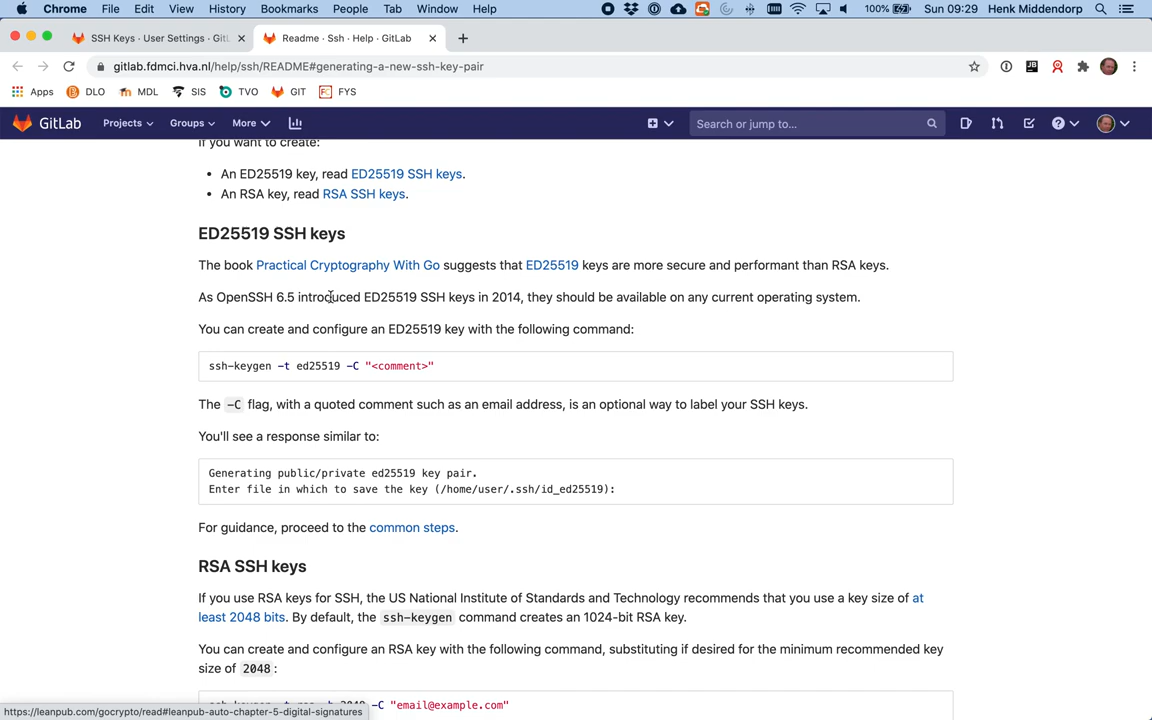 Chrome File Edit View History Bookmarks People Tab Window Help 100% Sun 09:29 Henk Middendorp
SSH Keys · User Settings · GitL Readme · Ssh · Help · GitLab
gitlab.fdmci.hva.nl/help/ssh/README#generating-a-new-ssh-key-pair
Apps DLO MDL SIS TVO GIT FYS
GitLab Projects Groups More Search or jump to...
If you want to create:
• An ED25519 key, read ED25519 SSH keys.
• An RSA key, read RSA SSH keys.
ED25519 SSH keys
The book Practical Cryptography With Go suggests that ED25519 keys are more secure and performant than RSA keys.
As OpenSSH 6.5 introduced ED25519 SSH keys in 2014, they should be available on any current operating system.
You can create and configure an ED25519 key with the following command:
ssh-keygen -t ed25519 -C "<comment>"
The -C flag, with a quoted comment such as an email address, is an optional way to label your SSH keys.
You'll see a response similar to:
Generating public/private ed25519 key pair.
Enter file in which to save the key (/home/user/.ssh/id_ed25519):
For guidance, proceed to the common steps.
RSA SSH keys
If you use RSA keys for SSH, the US National Institute of Standards and Technology recommends that you use a key size of at
least 2048 bits. By default, the ssh-keygen command creates an 1024-bit RSA key.
You can create and configure an RSA key with the following command, substituting if desired for the minimum recommended key
size of 2048:
ssh-keygen -t rsa -b 2048 -C "email@example.com"
https://leanpub.com/gocrypto/read#leanpub-auto-chapter-5-digital-signatures